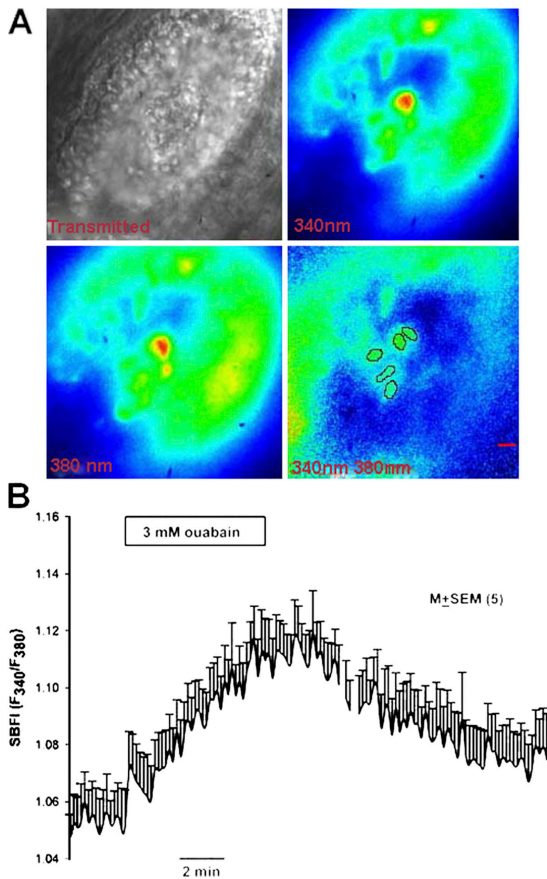 A
Transmitted
340nm
380 nm
340nm 380mm
B
1.16
3 mM ouabain
1.14
M±SEM (5)
1.12
1.10
1.08
1.06
1.04
SBFI (F340/F380)
2 min